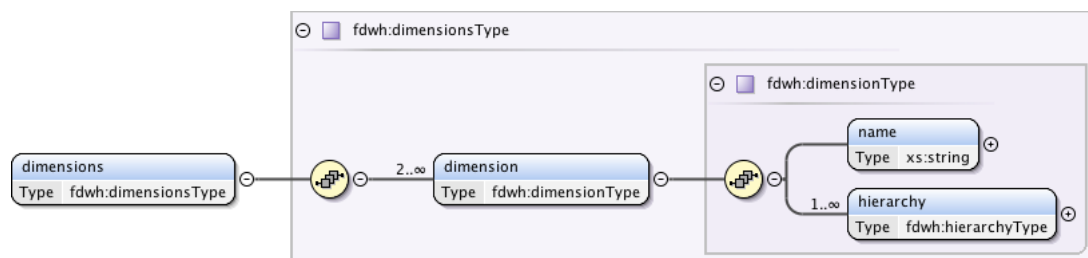 fdwh:dimensionsType
fdwh:dimensionType
name
Type xs:string
dimensions
Type fdwh:dimensionsType
2..∞
dimension
Type fdwh:dimensionType
1..∞
hierarchy
Type fdwh:hierarchyType